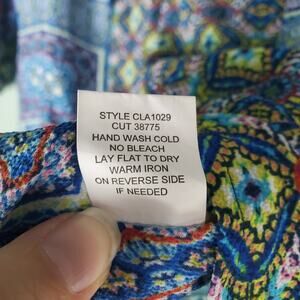 STYLE CLA1029
CUT 38775
HAND WASH COLD
NO BLEACH
LAY FLAT TO DRY
WARM IRON
ON REVERSE SIDE
IF NEEDED